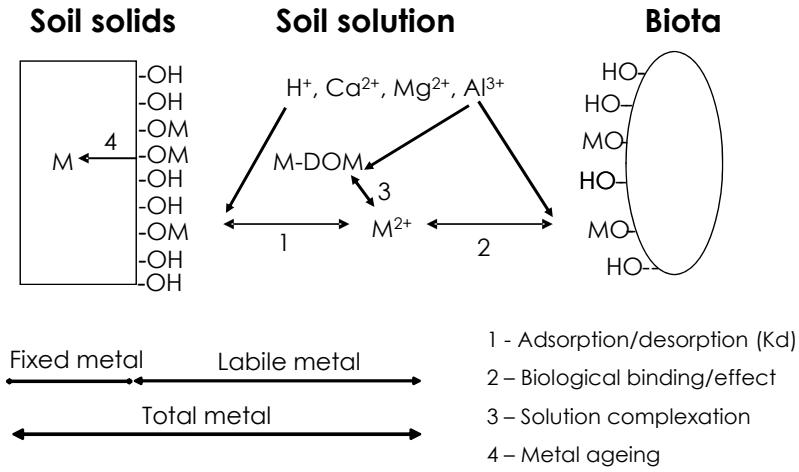 Soil solids
Soil solution
Biota
-OH
-OH
-OM
-OM
-OH
-OH
-OM
-OH
-OH
4
M
H⁺, Ca²⁺, Mg²⁺, Al³⁺
M-DOM
3
M²⁺
1
2
HO-
HO-
MO-
HO-
MO-
HO--
Fixed metal
Labile metal
Total metal
1 - Adsorption/desorption (Kd)
2 – Biological binding/effect
3 – Solution complexation
4 – Metal ageing